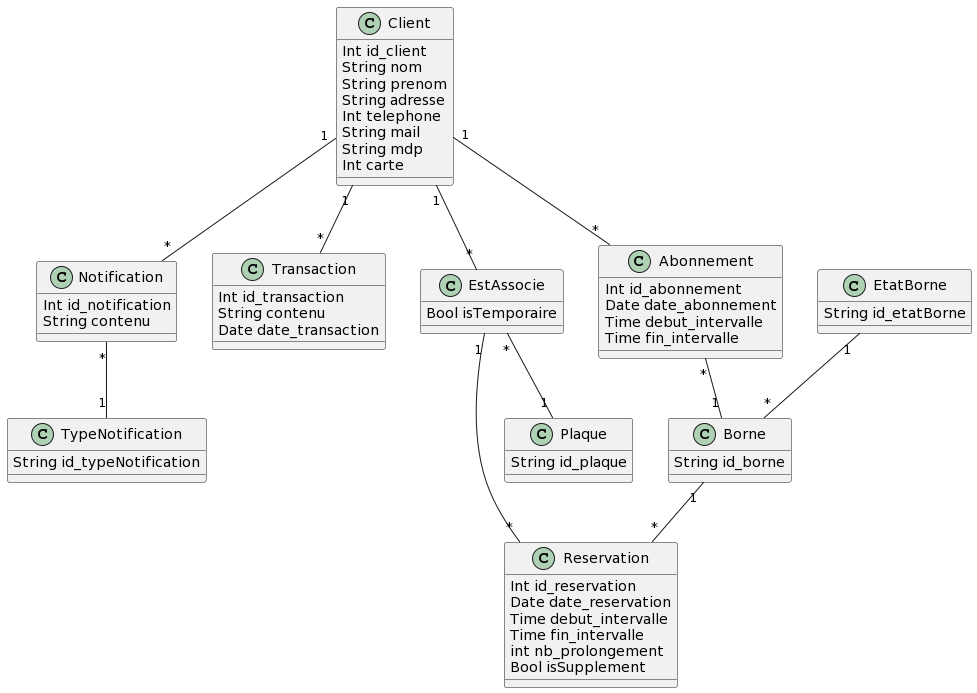 C Client
Int id_client
String nom
String prenom
String adresse
Int telephone
String mail
String mdp
Int carte
1
1
1
1
*
*
*
*
C Notification
Int id_notification
String contenu
C Transaction
Int id_transaction
String contenu
Date date_transaction
C EstAssocie
Bool isTemporaire
C Abonnement
Int id_abonnement
Date date_abonnement
Time debut_intervalle
Time fin_intervalle
C EtatBorne
String id_etatBorne
*
1
1
*
*
1
1
*
1
*
C TypeNotification
String id_typeNotification
C Plaque
String id_plaque
C Borne
String id_borne
1
*
*
C Reservation
Int id_reservation
Date date_reservation
Time debut_intervalle
Time fin_intervalle
int nb_prolongement
Bool isSupplement